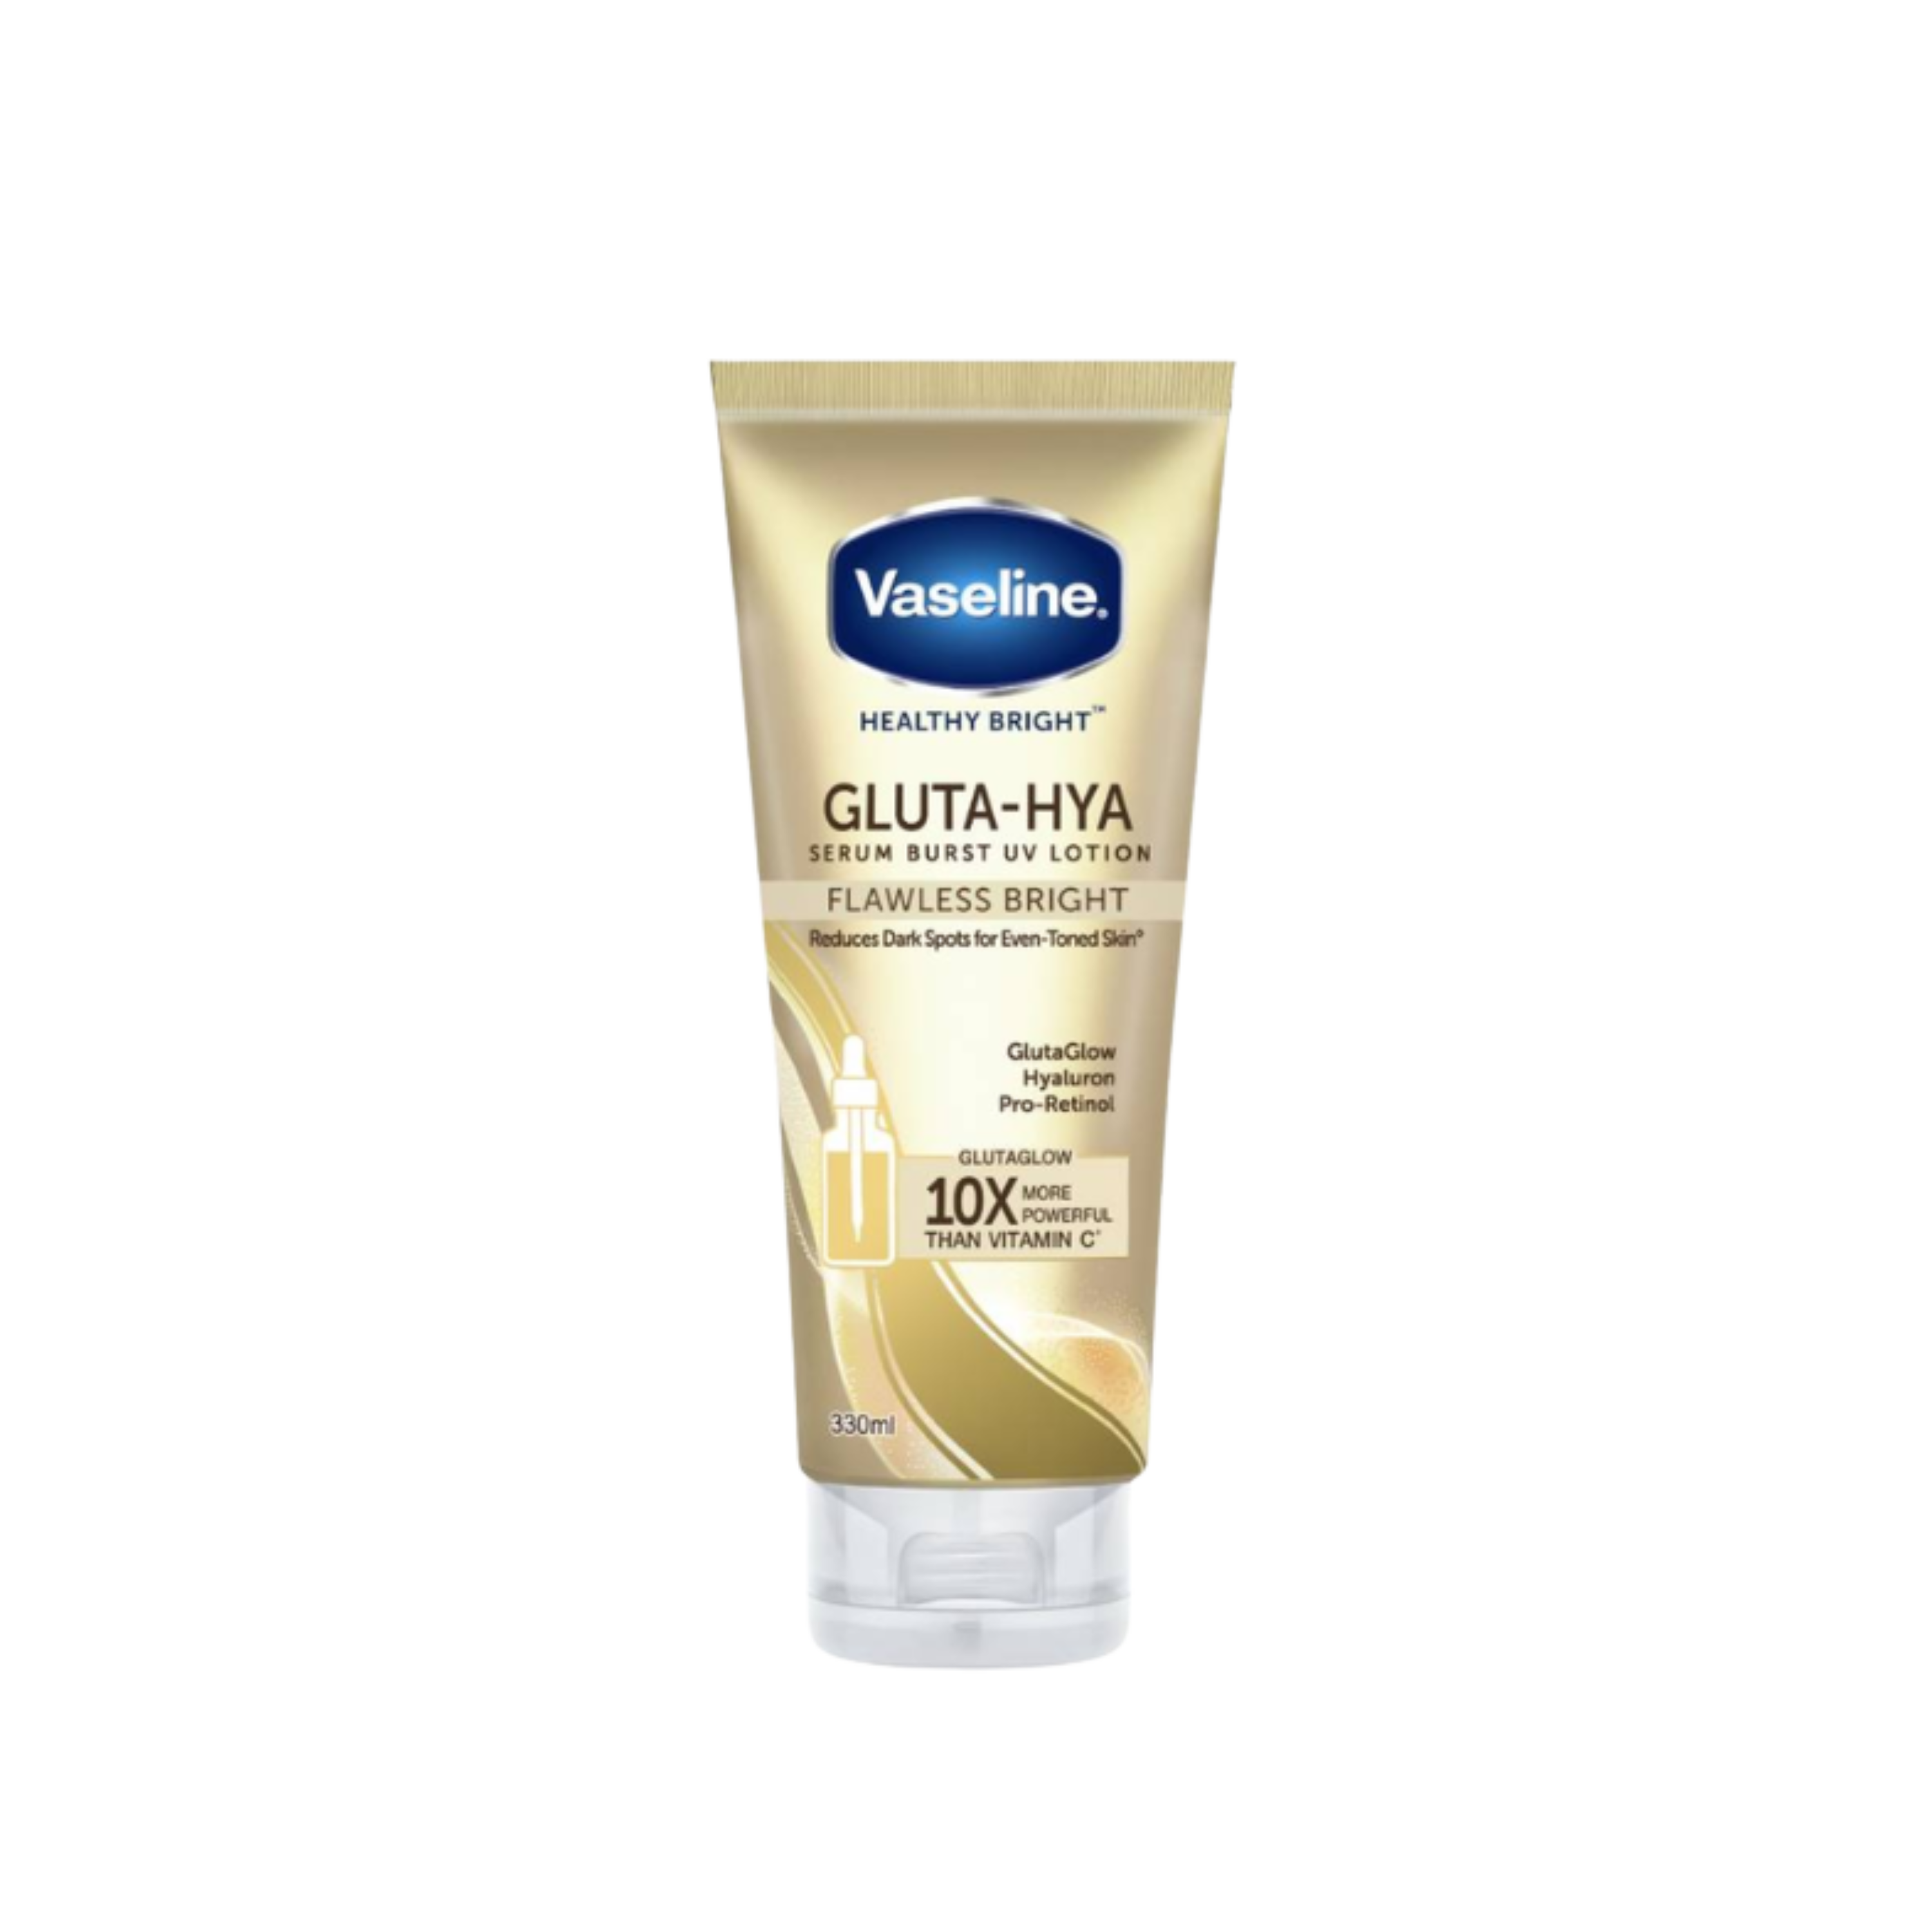 Vaseline®
HEALTHY BRIGHT™
GLUTA-HYA
SERUM BURST UV LOTION
FLAWLESS BRIGHT
Reduces Dark Spots for Even-Toned Skin°
GlutaGlow
Hyaluron
Pro-Retinol
GLUTAGLOW
10X MORE POWERFUL
THAN VITAMIN C*
330ml